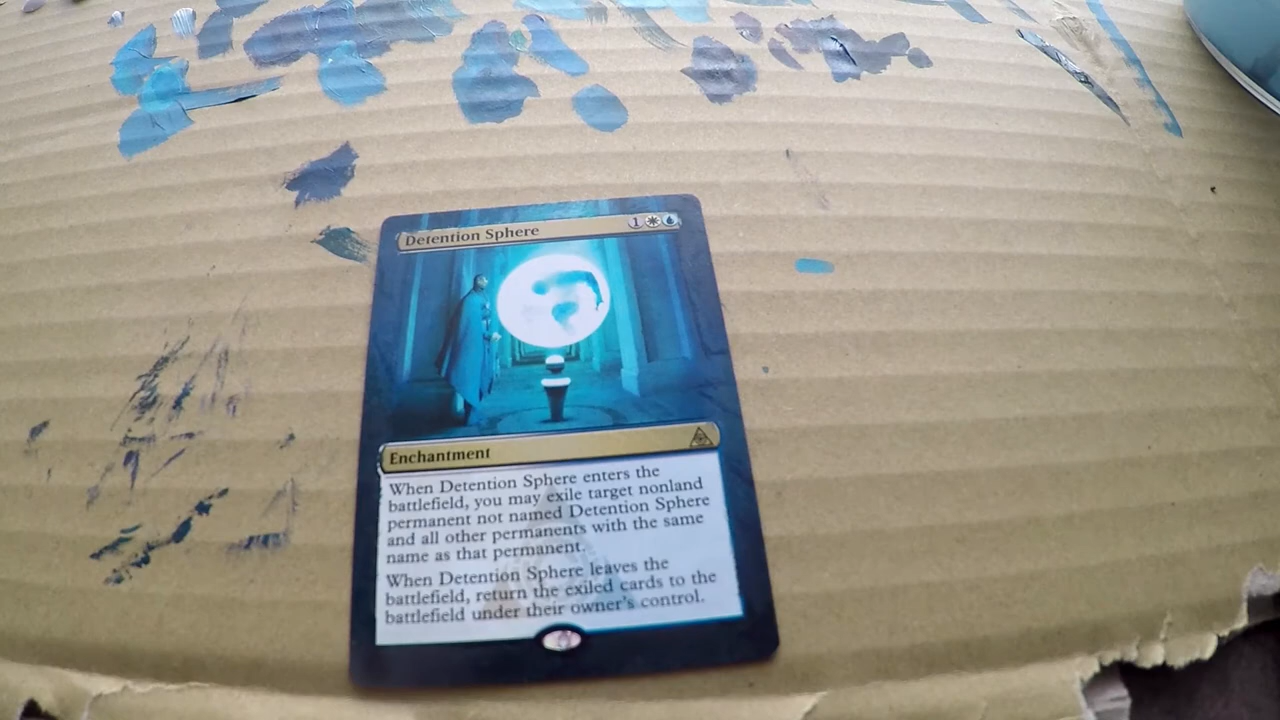 Detention Sphere 1
Enchantment
When Detention Sphere enters the
battlefield, you may exile target nonland
permanent not named Detention Sphere
and all other permanents with the same
name as that permanent.
When Detention Sphere leaves the
battlefield, return the exiled cards to the
battlefield under their owner's control.